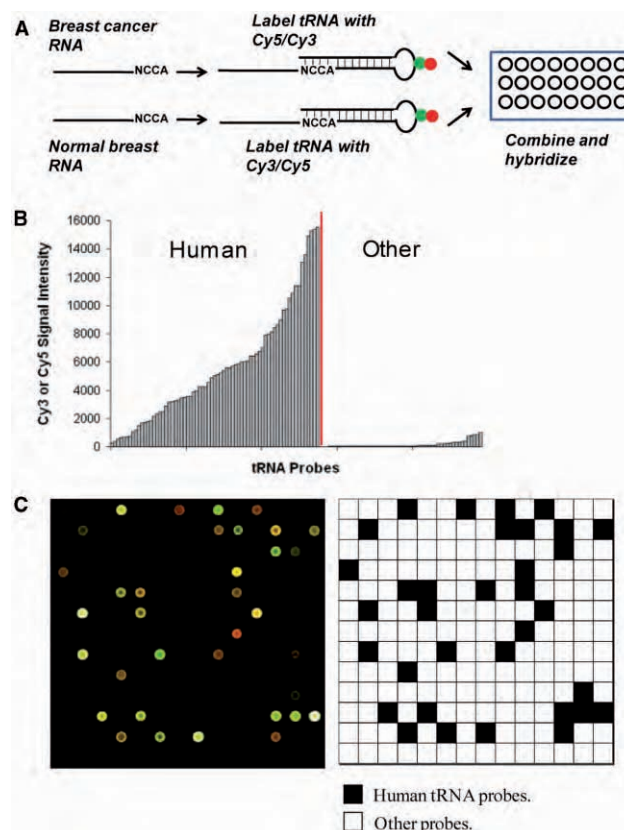 A
Breast cancer
RNA
NCCA
Label tRNA with
Cy5/Cy3
NCCA
NCCA
Normal breast
RNA
NCCA
Label tRNA with
Cy3/Cy5
Combine and
hybridize
B
Cy3 or Cy5 Signal Intensity
16000
14000
12000
10000
8000
6000
4000
2000
0
Human
Other
tRNA Probes
C
Human tRNA probes.
Other probes.